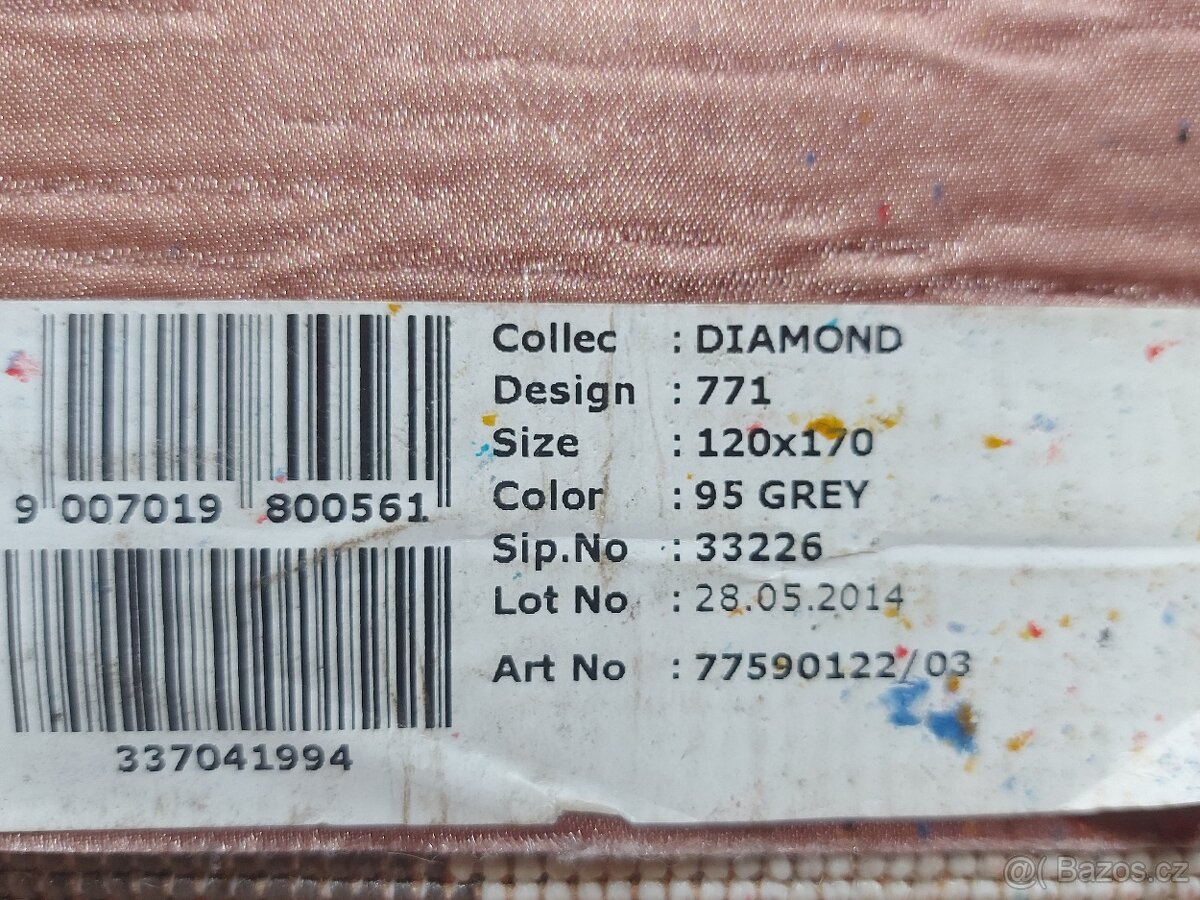 9 007019 800561
337041994
Collec : DIAMOND
Design : 771
Size : 120x170
Color : 95 GREY
Sip.No : 33226
Lot No : 28.05.2014
Art No : 77590122/03
@( Bazos.cz